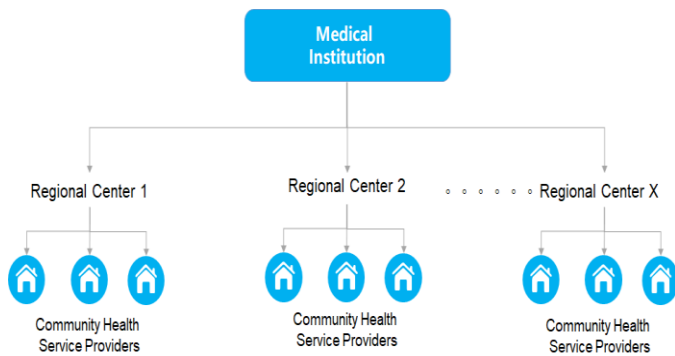 Medical
Institution
Regional Center 1
Regional Center 2
Regional Center X
Community Health
Service Providers
Community Health
Service Providers
Community Health
Service Providers